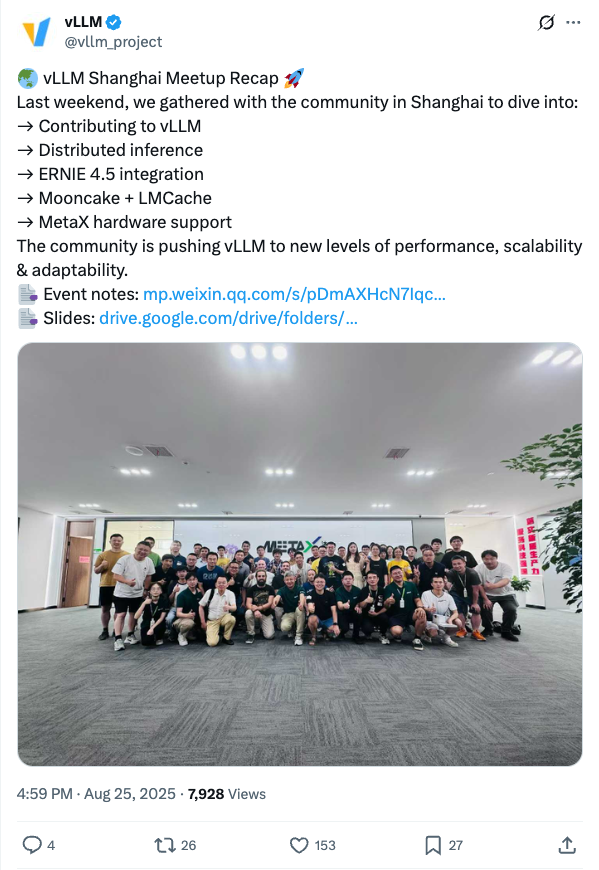 vLLM
@vllm_project
🌏 vLLM Shanghai Meetup Recap 🚀
Last weekend, we gathered with the community in Shanghai to dive into:
→ Contributing to vLLM
→ Distributed inference
→ ERNIE 4.5 integration
→ Mooncake + LMCache
→ MetaX hardware support
The community is pushing vLLM to new levels of performance, scalability
& adaptability.
Event notes: mp.weixin.qq.com/s/pDmAXHcN7Iqc…
Slides: drive.google.com/drive/folders/…
METAX
4:59 PM · Aug 25, 2025 · 7,928 Views
4
26
153
27